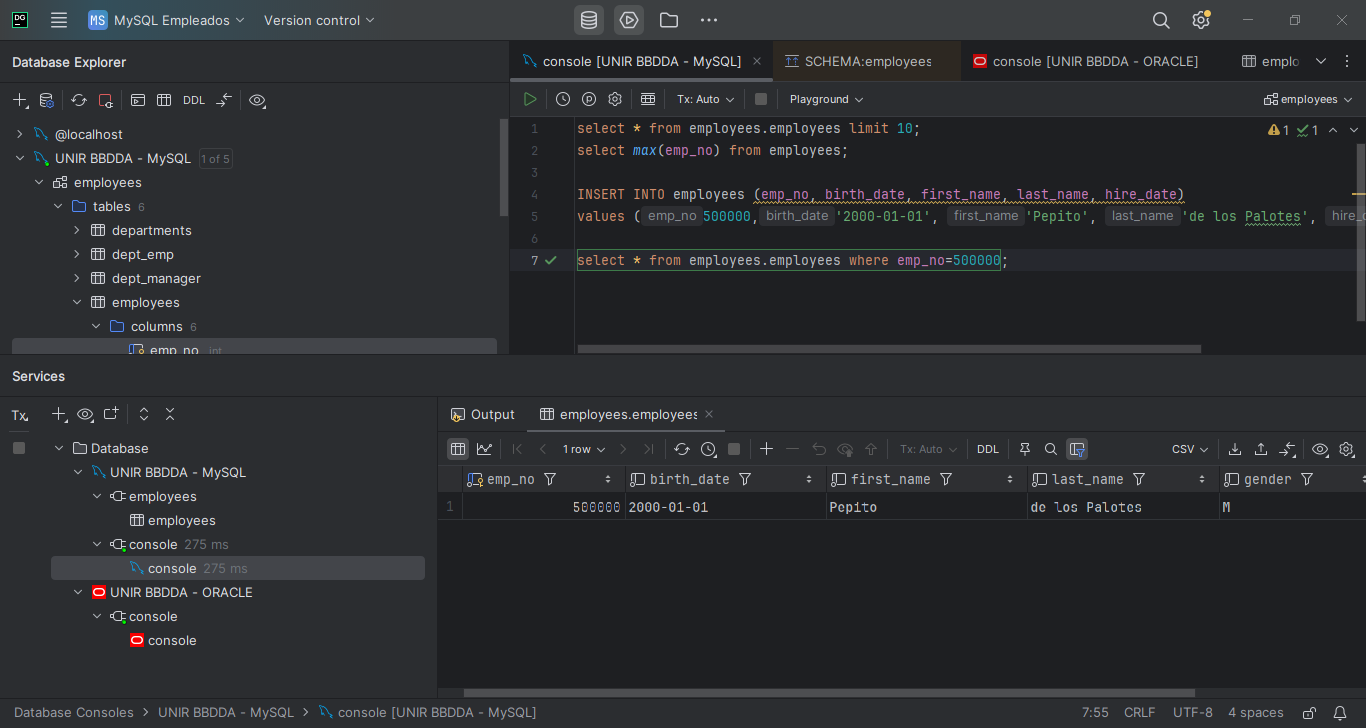 DG MS MySQL Empleados Version control
Database Explorer
DDL
@localhost
UNIR BBDDA - MySQL 1 of 5
employees
tables 6
departments
dept_emp
dept_manager
employees
columns 6
emp_no int
console [UNIR BBDDA - MySQL] SCHEMA:employees console [UNIR BBDDA - ORACLE] emplo
P Tx: Auto Playground employees
1 select * from employees.employees limit 10; 1 1
2 select max(emp_no) from employees;
3
4 INSERT INTO employees (emp_no, birth_date, first_name, last_name, hire_date)
5 values ( emp_no 500000, birth_date '2000-01-01', first_name 'Pepito', last_name 'de los Palotes', hire_d
6
7 select * from employees.employees where emp_no=500000;
Services
Tx
Database
UNIR BBDDA - MySQL
employees
employees
console 275 ms
console 275 ms
UNIR BBDDA - ORACLE
console
console
Output employees.employees
1 row Tx: Auto DDL CSV
emp_no birth_date first_name last_name gender
1 500000 2000-01-01 Pepito de los Palotes M
Database Consoles > UNIR BBDDA - MySQL > console [UNIR BBDDA - MySQL] 7:55 CRLF UTF-8 4 spaces